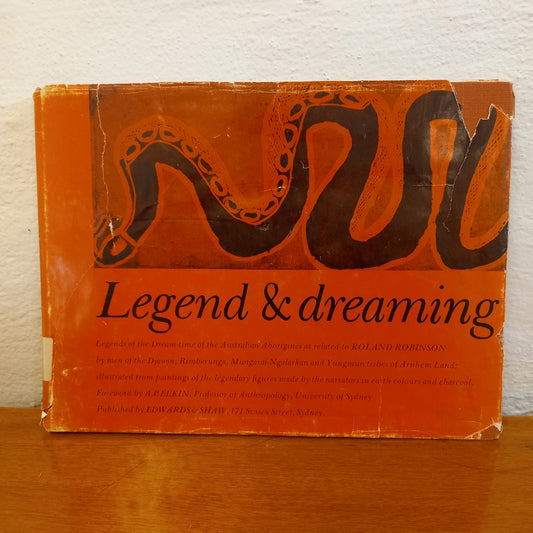 Legend & dreaming
Legends of the Dream-time of the Australian Aborigines as related to ROLAND ROBINSON
by men of the Djauan, Rimberunga, Mungarai-Ngalarkan and Yungmun tribes of Arnhem Land;
illustrated from paintings of the legendary figures made by the narrators in earth colours and charcoal.
Foreword by A.P. ELKIN, Professor of Anthropology, University of Sydney
Published by EDWARDS & SHAW, 171 Sussex Street, Sydney.